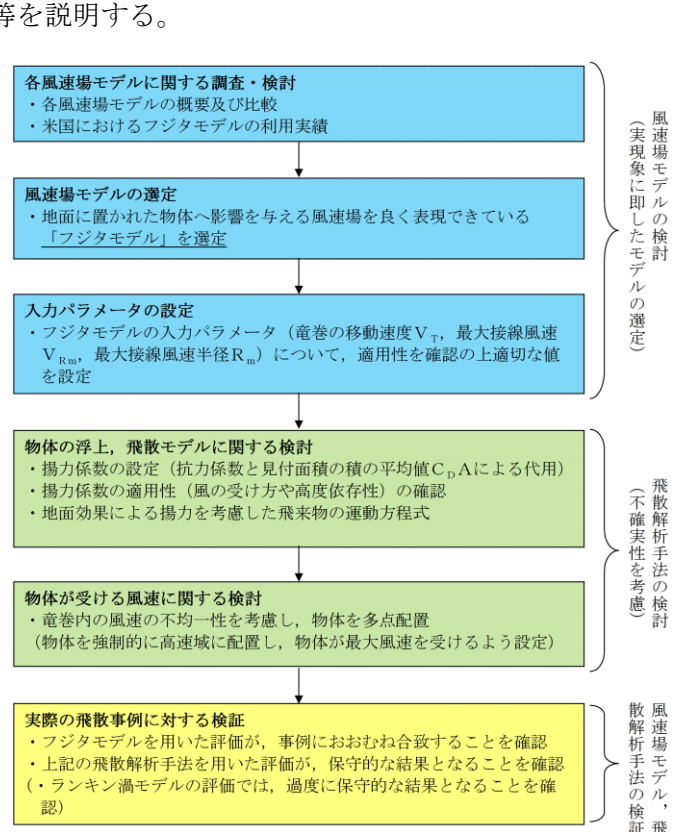 等を説明する。
各風速場モデルに関する調査・検討
・各風速場モデルの概要及び比較
・米国におけるフジタモデルの利用実績
風速場モデルの選定
・地面に置かれた物体へ影響を与える風速場を良く表現できている
「フジタモデル」を選定
入力パラメータの設定
・フジタモデルの入力パラメータ（竜巻の移動速度ＶT，最大接線風速
ＶRm，最大接線風速半径Ｒm）について，適用性を確認の上適切な値
を設定
風速場モデルの検討
（実現象に即したモデルの選定）
物体の浮上，飛散モデルに関する検討
・揚力係数の設定（抗力係数と見付面積の積の平均値ＣDＡによる代用）
・揚力係数の適用性（風の受け方や高度依存性）の確認
・地面効果による揚力を考慮した飛来物の運動方程式
物体が受ける風速に関する検討
・竜巻内の風速の不均一性を考慮し，物体を多点配置
（物体を強制的に高速域に配置し，物体が最大風速を受けるよう設定）
飛散解析手法の検討
（不確実性を考慮）
実際の飛散事例に対する検証
・フジタモデルを用いた評価が，事例におおむね合致することを確認
・上記の飛散解析手法を用いた評価が，保守的な結果となることを確認
（・ランキン渦モデルの評価では，過度に保守的な結果となることを確
認）
風速場モデル，飛
散解析手法の検証